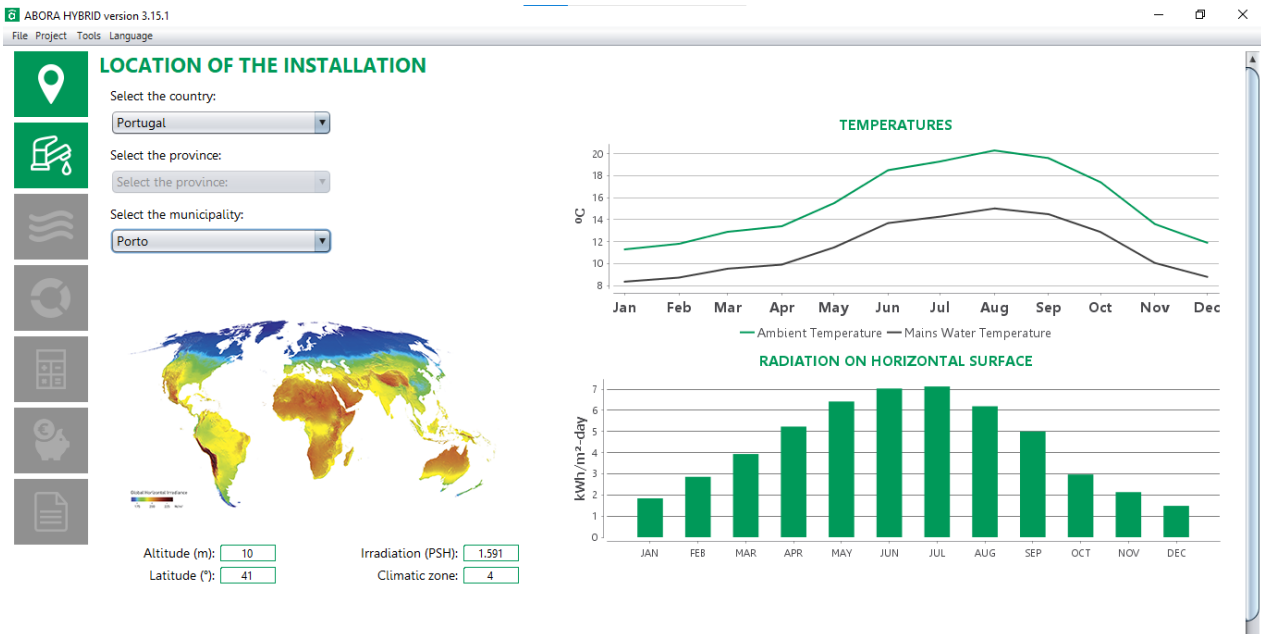 ABORA HYBRID version 3.15.1
File Project Tools Language
LOCATION OF THE INSTALLATION
Select the country:
Portugal
Select the province:
Select the province:
Select the municipality:
Porto
Altitude (m): 10
Latitude (°): 41
Irradiation (PSH): 1.591
Climatic zone: 4
TEMPERATURES
ºC
20
18
16
14
12
10
8
Jan Feb Mar Apr May Jun Jul Aug Sep Oct Nov Dec
Ambient Temperature Mains Water Temperature
RADIATION ON HORIZONTAL SURFACE
kWh/m²-day
7
6
5
4
3
2
1
0
JAN FEB MAR APR MAY JUN JUL AUG SEP OCT NOV DEC